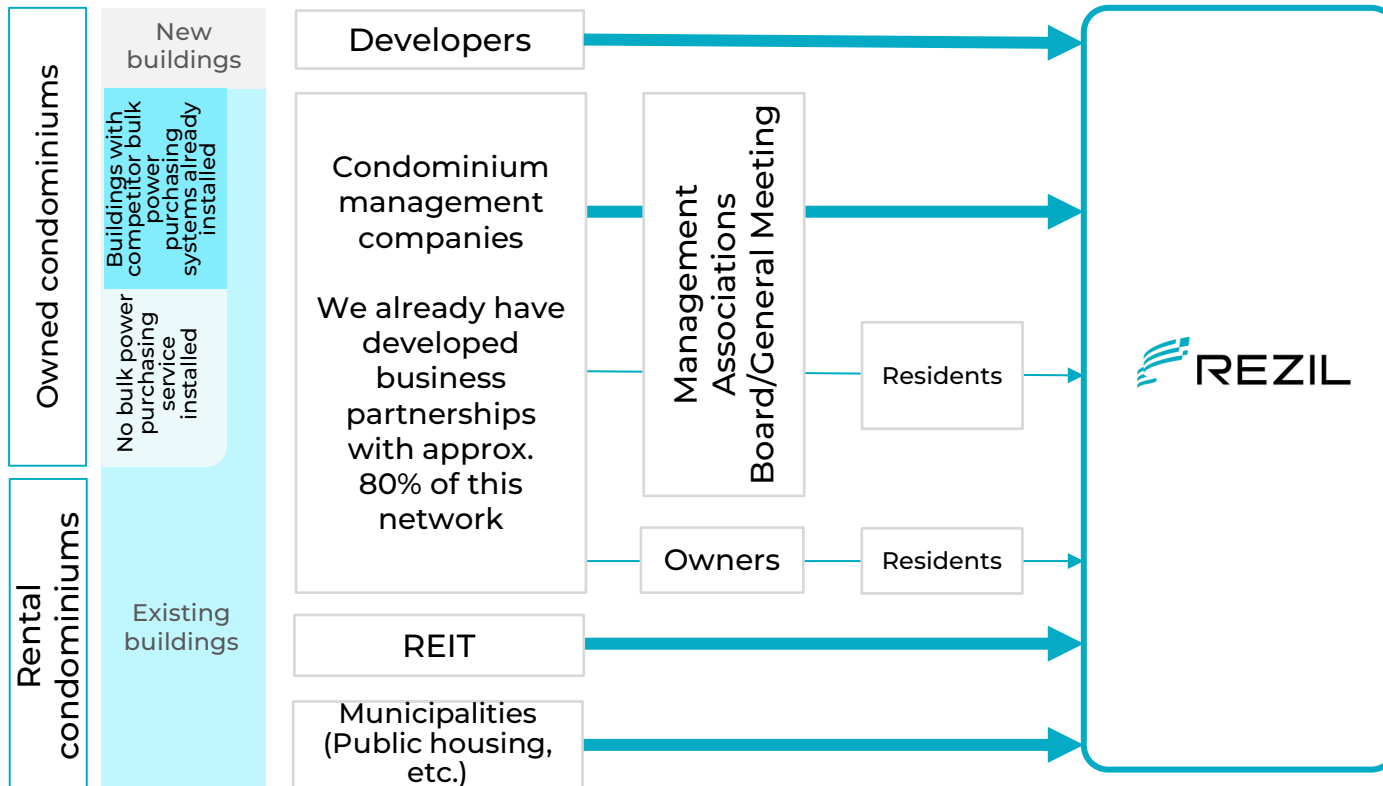 Owned condominiums
New
buildings
Buildings with
competitor bulk
power
purchasing
systems already
installed
No bulk power
purchasing
service
installed
Rental
condominiums
Existing
buildings
Developers
Condominium
management
companies
We already have
developed
business
partnerships
with approx.
80% of this
network
Management
Associations
Board/General Meeting
Residents
Owners
Residents
REIT
Municipalities
(Public housing,
etc.)
REZIL